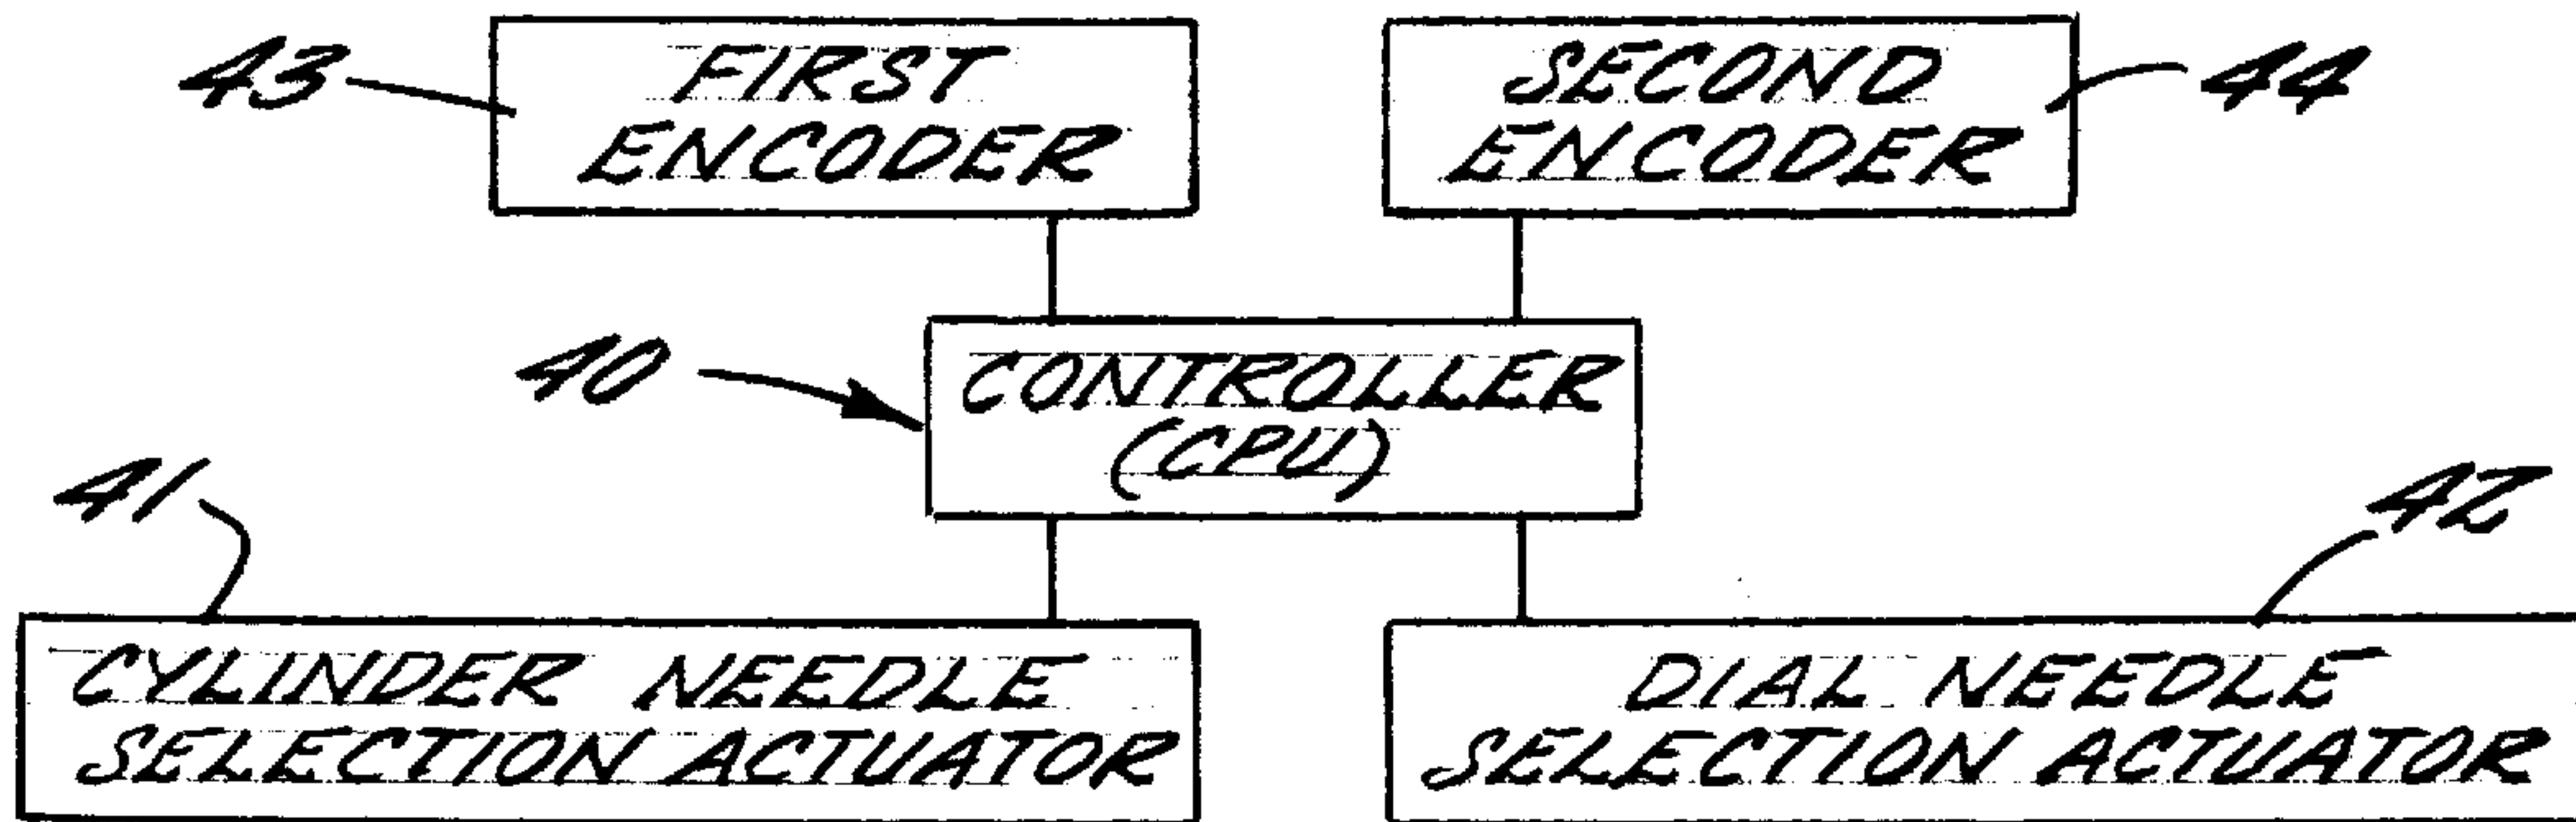 43
FIRST
ENCODER
SECOND
ENCODER
44
40
CONTROLLER
(CPU)
41
42
CYLINDER NEEDLE
SELECTION ACTUATOR
DIAL NEEDLE
SELECTION ACTUATOR